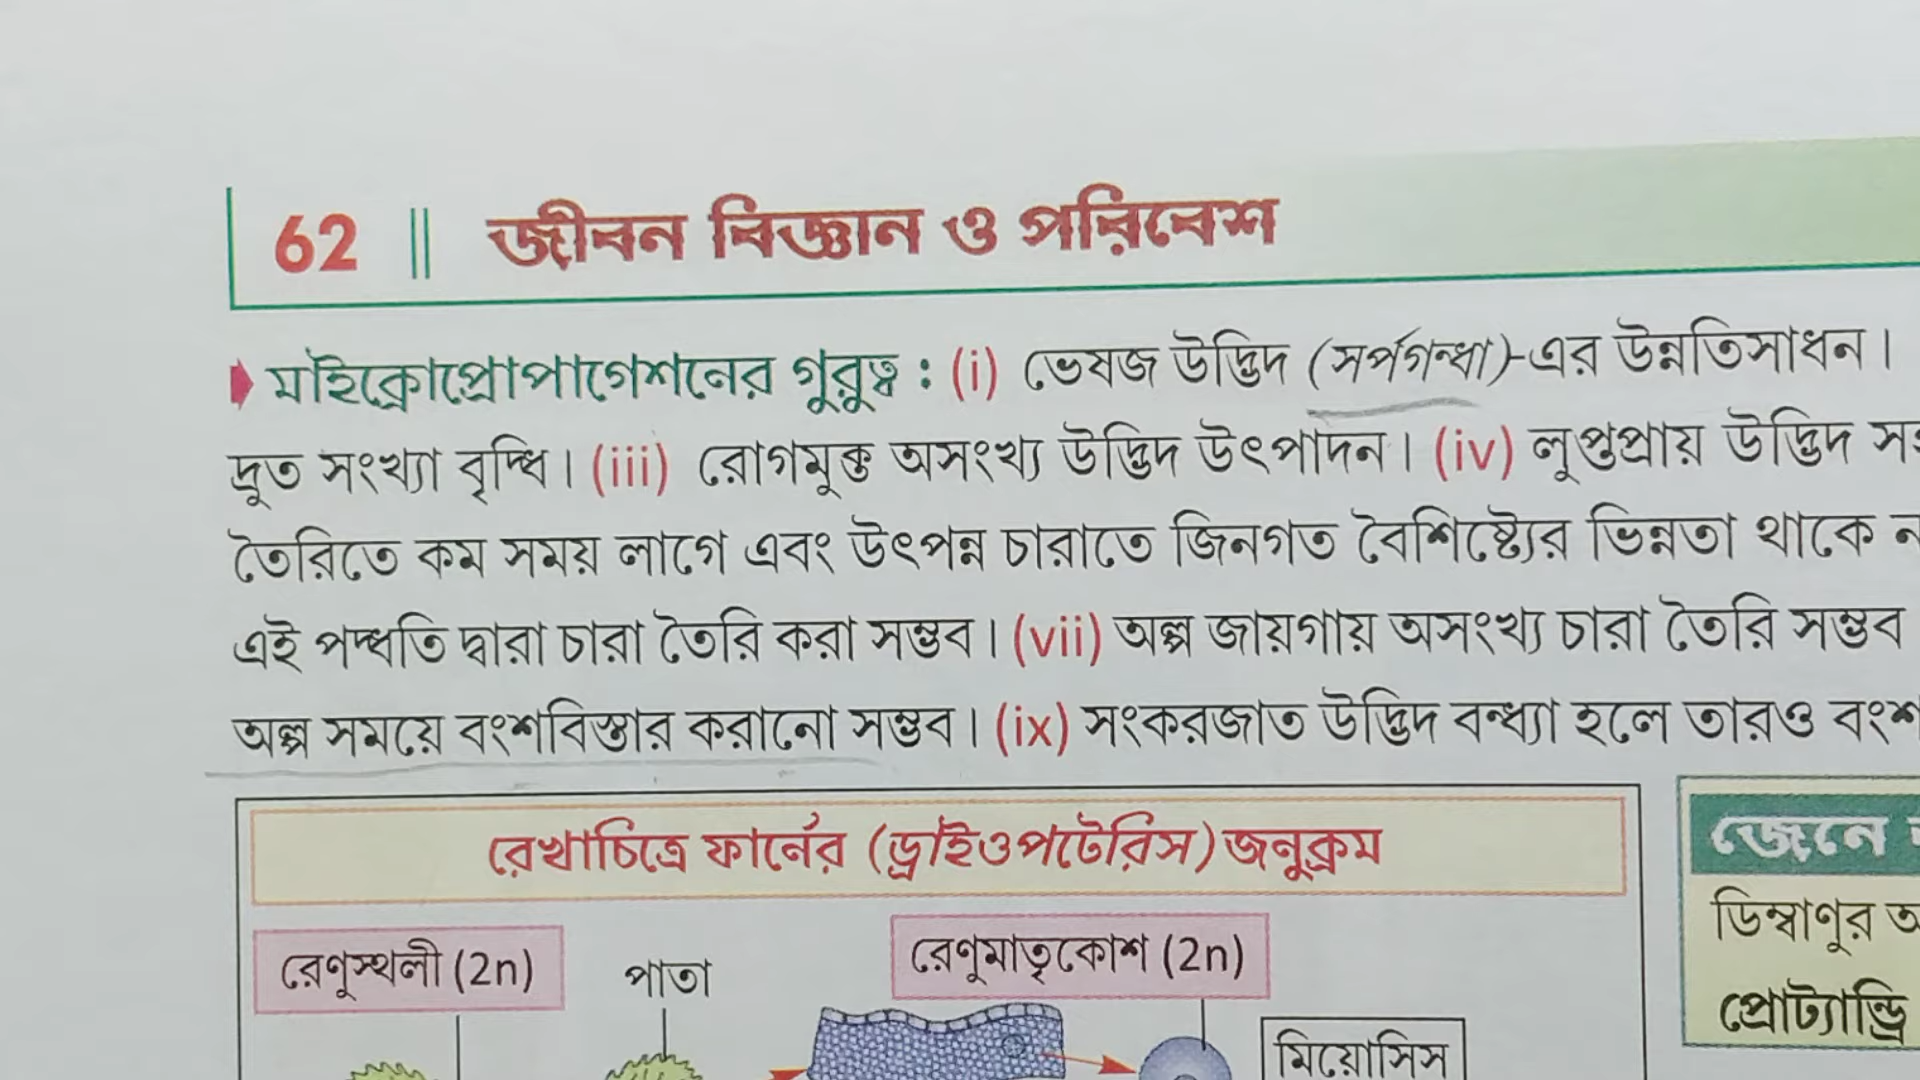 62 || জীবন বিজ্ঞান ও পরিবেশ
মাইক্রোপ্রোপাগেশনের গুরুত্ব : (i) ভেষজ উদ্ভিদ (সর্পগন্ধা)-এর উন্নতিসাধন।
দ্রুত সংখ্যা বৃদ্ধি। (iii) রোগমুক্ত অসংখ্য উদ্ভিদ উৎপাদন। (iv) লুপ্তপ্রায় উদ্ভিদ
তৈরিতে কম সময় লাগে এবং উৎপন্ন চারাতে জিনগত বৈশিষ্ট্যের ভিন্নতা থাকে
এই পদ্ধতি দ্বারা চারা তৈরি করা সম্ভব। (vii) অল্প জায়গায় অসংখ্য চারা তৈরি সম্ভব
অল্প সময়ে বংশবিস্তার করানো সম্ভব। (ix) সংকরজাত উদ্ভিদ বন্ধ্যা হলে তারও
রেখাচিত্রে ফার্নের (ড্রাইওপটেরিস) জনুক্রম
রেণুস্থলী (2n)
পাতা
রেণুমাতৃকোশ (2n)
মিয়োসিস
জেনে
ডিম্বাণুর
প্রোট্যান্ড্রি